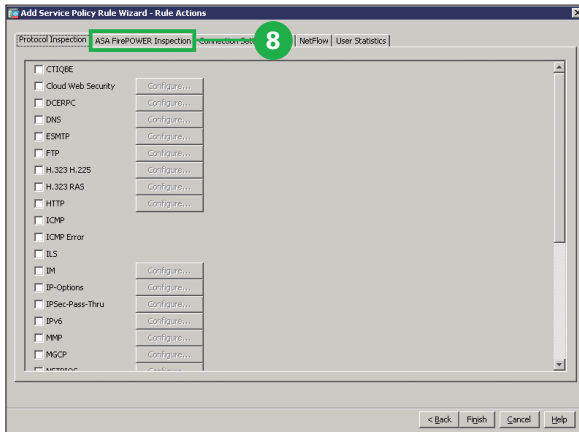 Add Service Policy Rule Wizard - Rule Actions
Protocol Inspection ASA FirePOWER Inspection Connection Set 8 NetFlow User Statistics
CTIQBE
Cloud Web Security Configure...
DCERPC Configure...
DNS Configure...
ESMTP Configure...
FTP Configure...
H.323 H.225 Configure...
H.323 RAS Configure...
HTTP Configure...
ICMP
ICMP Error
ILS
IM Configure...
IP-Options Configure...
IPSec-Pass-Thru Configure...
IPv6 Configure...
MMP Configure...
MGCP Configure...
NETBIOS Configure...
< Back Finish Cancel Help